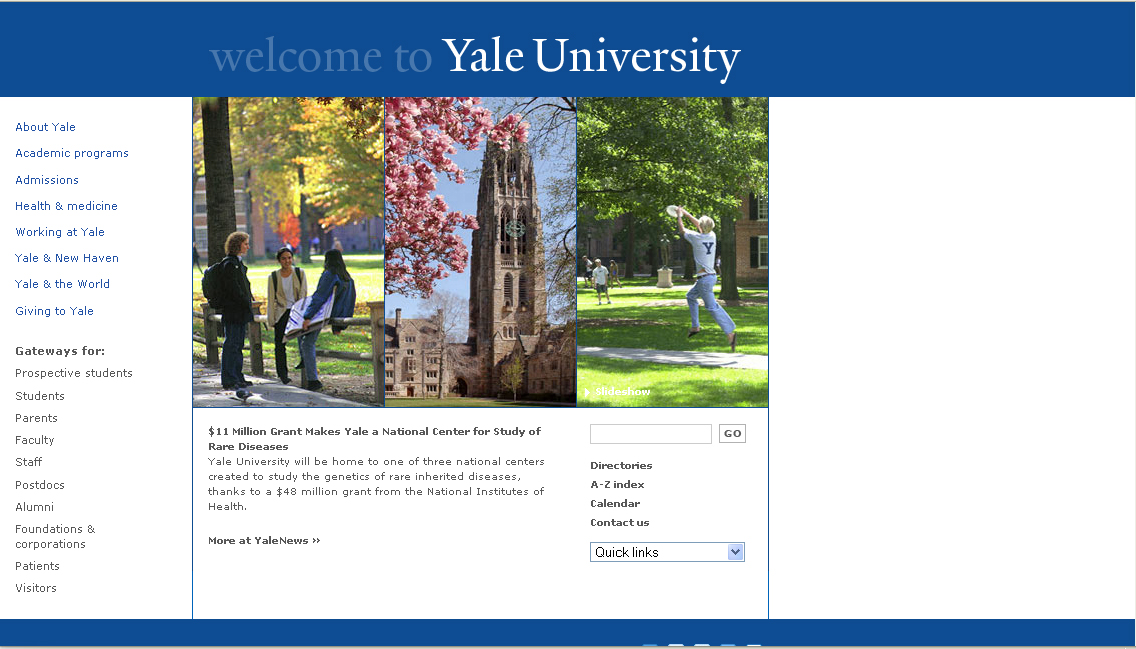 welcome to Yale University
About Yale
Academic programs
Admissions
Health & medicine
Working at Yale
Yale & New Haven
Yale & the World
Giving to Yale
Gateways for:
Prospective students
Students
Parents
Faculty
Staff
Postdocs
Alumni
Foundations &
corporations
Patients
Visitors
Y
Slideshow
$11 Million Grant Makes Yale a National Center for Study of
Rare Diseases
Yale University will be home to one of three national centers
created to study the genetics of rare inherited diseases,
thanks to a $48 million grant from the National Institutes of
Health.
More at YaleNews »
GO
Directories
A-Z index
Calendar
Contact us
Quick links